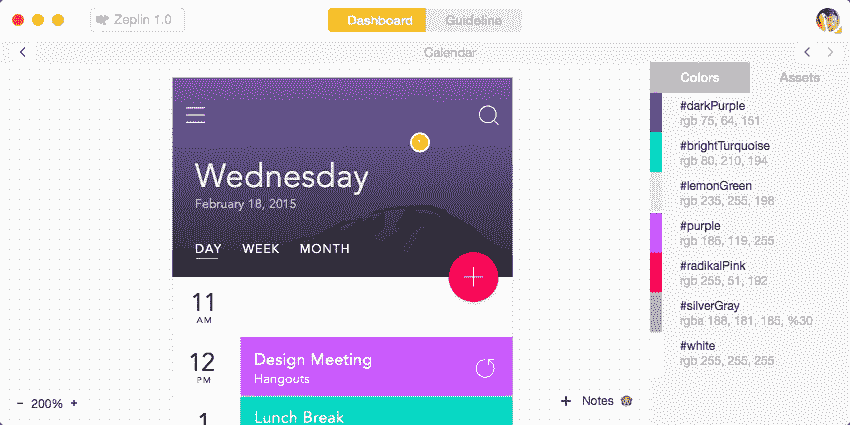 Zeplin 1.0
Dashboard
Guideline
Calendar
Colors
Assets
Wednesday
February 18, 2015
DAY WEEK MONTH
11
AM
12
PM
Design Meeting
Hangouts
1
Lunch Break
#darkPurple
rgb 75, 64, 151
#brightTurquoise
rgb 80, 210, 194
#lemonGreen
rgb 235, 255, 198
#purple
rgb 185, 119, 255
#radikalPink
rgb 255, 51, 192
#silverGray
rgba 188, 181, 185, %30
#white
rgb 255, 255, 255
- 200% +
+ Notes